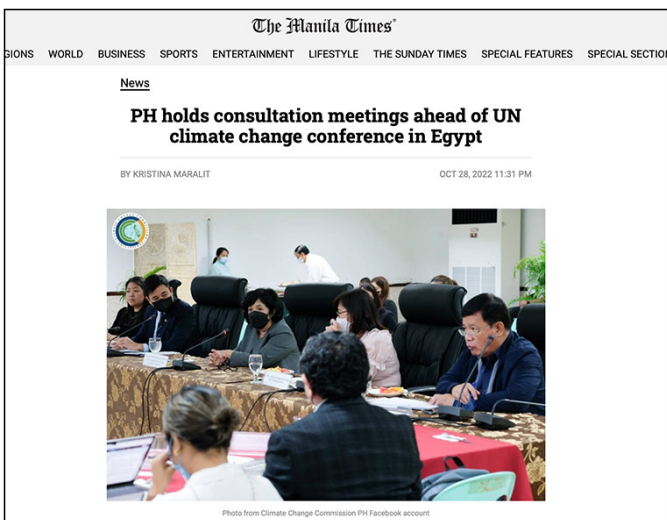 The Manila Times
GIONS WORLD BUSINESS SPORTS ENTERTAINMENT LIFESTYLE THE SUNDAY TIMES SPECIAL FEATURES SPECIAL SECTION
News
PH holds consultation meetings ahead of UN
climate change conference in Egypt
BY KRISTINA MARALIT OCT 28, 2022 11:31 PM
Photo from Climate Change Commission PH Facebook account